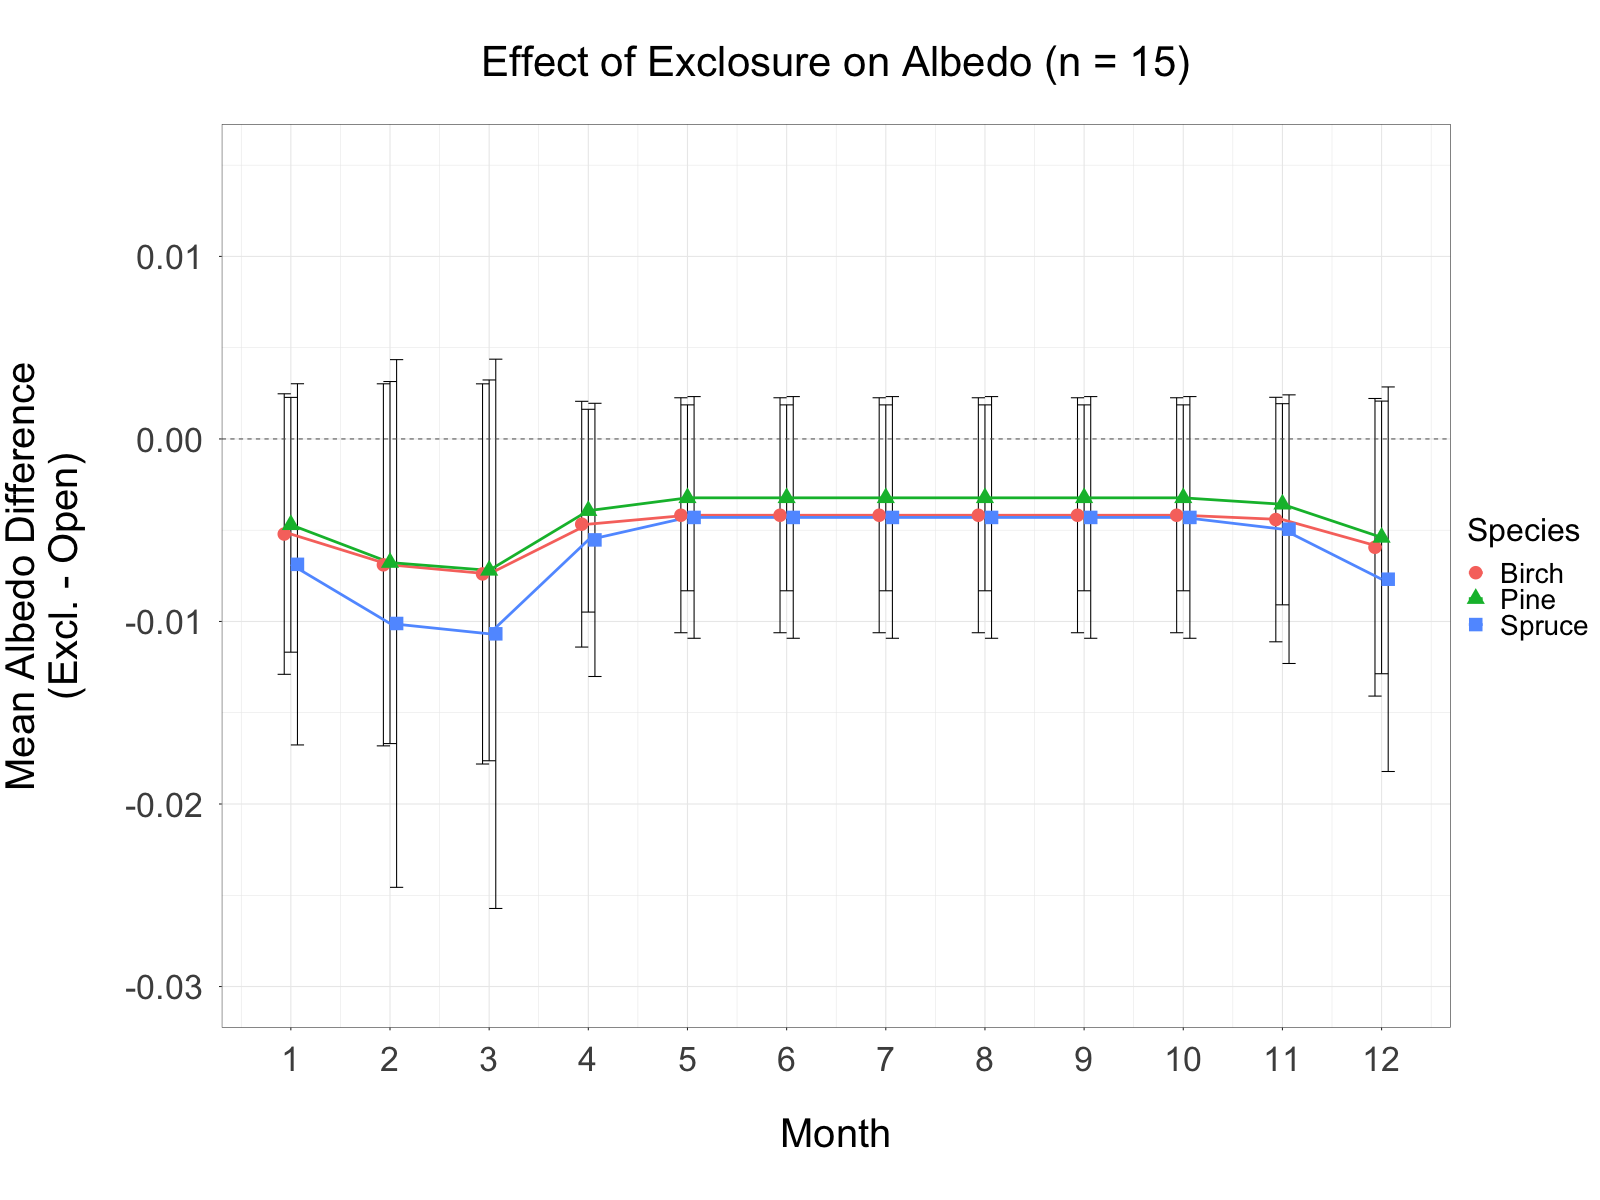 Effect of Exclosure on Albedo (n = 15)
Mean Albedo Difference
(Excl. - Open)
0.01
0.00
-0.01
-0.02
-0.03
1 2 3 4 5 6 7 8 9 10 11 12
Month
Species
Birch
Pine
Spruce